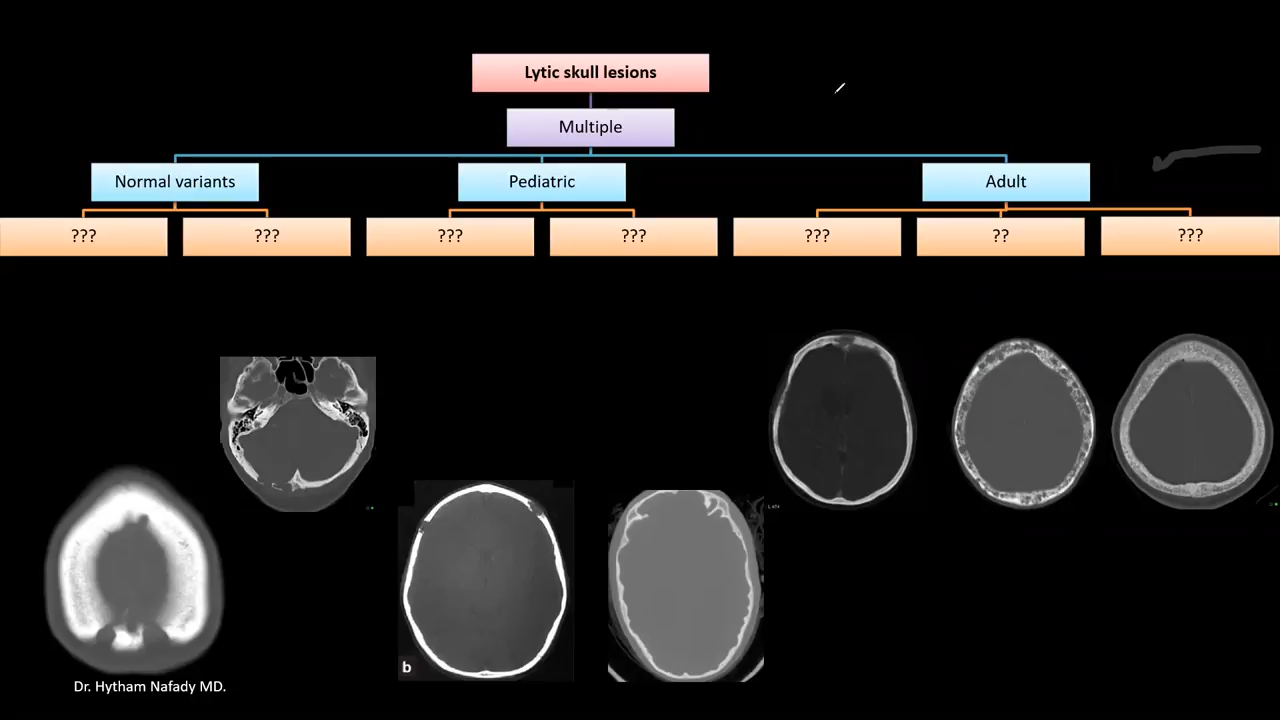 Lytic skull lesions
Multiple
Normal variants
Pediatric
Adult
???
???
???
???
???
??
???
b
Dr. Hytham Nafady MD.